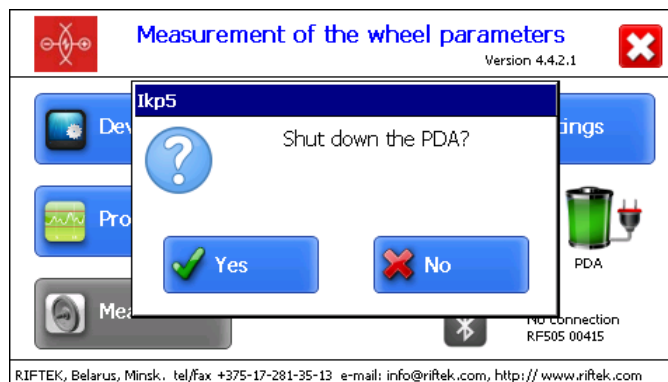 Measurement of the wheel parameters
Version 4.4.2.1
Ikp5
Shut down the PDA?
Yes
No
PDA
No connection
RF505 00415
RIFTEK, Belarus, Minsk. tel/fax +375-17-281-35-13 e-mail: info@riftek.com, http:// www.riftek.com